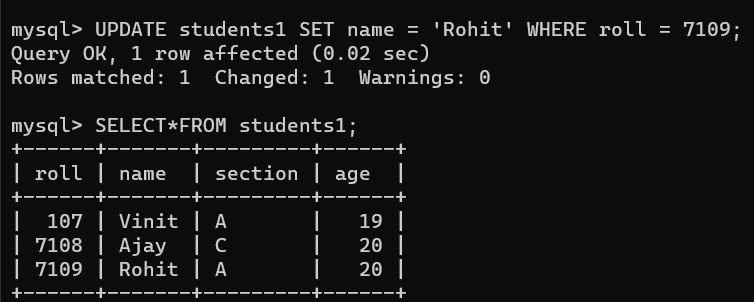 mysql> UPDATE students1 SET name = 'Rohit' WHERE roll = 7109;
Query OK, 1 row affected (0.02 sec)
Rows matched: 1  Changed: 1  Warnings: 0

mysql> SELECT*FROM students1;
+------+-------+---------+------+
| roll | name  | section | age  |
+------+-------+---------+------+
|  107 | Vinit | A       |   19 |
| 7108 | Ajay  | C       |   20 |
| 7109 | Rohit | A       |   20 |
+------+-------+---------+------+